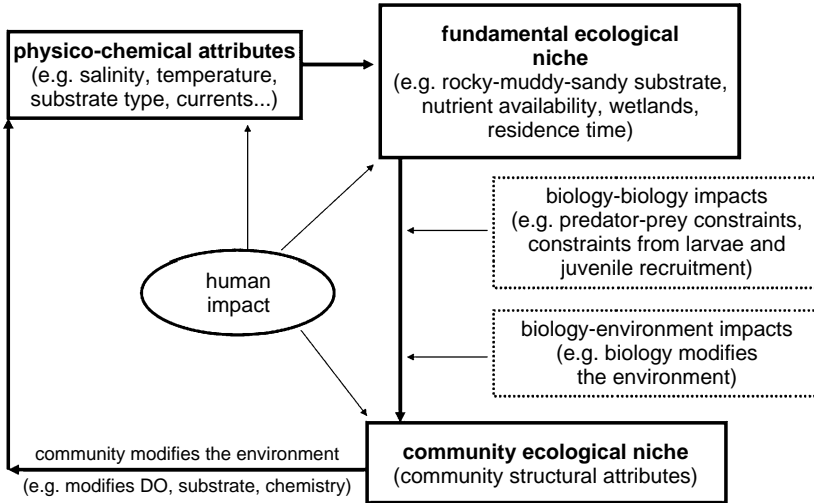 physico-chemical attributes
(e.g. salinity, temperature,
substrate type, currents...)
fundamental ecological
niche
(e.g. rocky-muddy-sandy substrate,
nutrient availability, wetlands,
residence time)
biology-biology impacts
(e.g. predator-prey constraints,
constraints from larvae and
juvenile recruitment)
human
impact
biology-environment impacts
(e.g. biology modifies
the environment)
community modifies the environment
(e.g. modifies DO, substrate, chemistry)
community ecological niche
(community structural attributes)